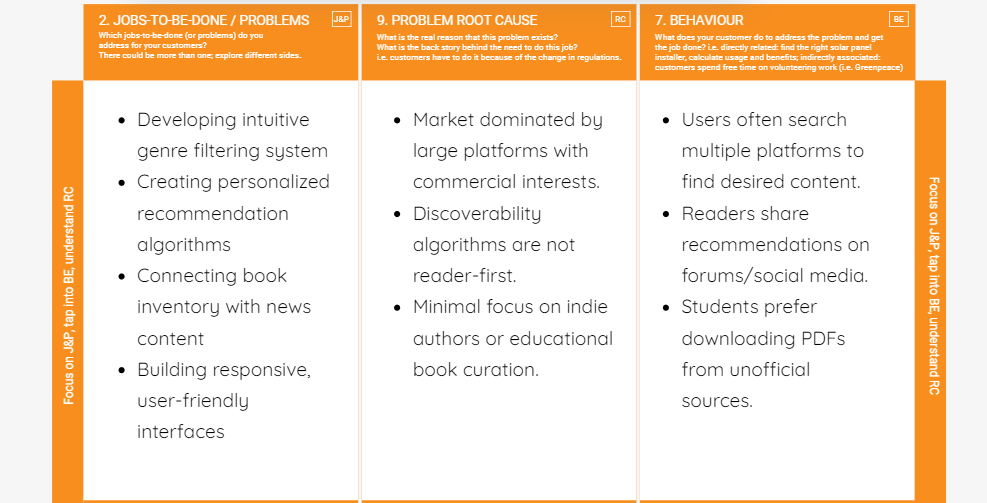 Focus on J&P, tap into BE, understand RC
2. JOBS-TO-BE-DONE / PROBLEMS
J&P
Which jobs-to-be-done (or problems) do you
address for your customers?
There could be more than one; explore different sides.
• Developing intuitive
genre filtering system
• Creating personalized
recommendation
algorithms
• Connecting book
inventory with news
content
• Building responsive,
user-friendly
interfaces
9. PROBLEM ROOT CAUSE
RC
What is the real reason that this problem exists?
What is the back story behind the need to do this job?
i.e. customers have to do it because of the change in regulations.
• Market dominated by
large platforms with
commercial interests.
• Discoverability
algorithms are not
reader-first.
• Minimal focus on indie
authors or educational
book curation.
7. BEHAVIOUR
BE
What does your customer do to address the problem and get
the job done? i.e. directly related: find the right solar panel
installer, calculate usage and benefits; indirectly associated:
customers spend free time on volunteering work (i.e. Greenpeace)
• Users often search
multiple platforms to
find desired content.
• Readers share
recommendations on
forums/social media.
• Students prefer
downloading PDFs
from unofficial
sources.
Focus on J&P, tap into BE, understand RC